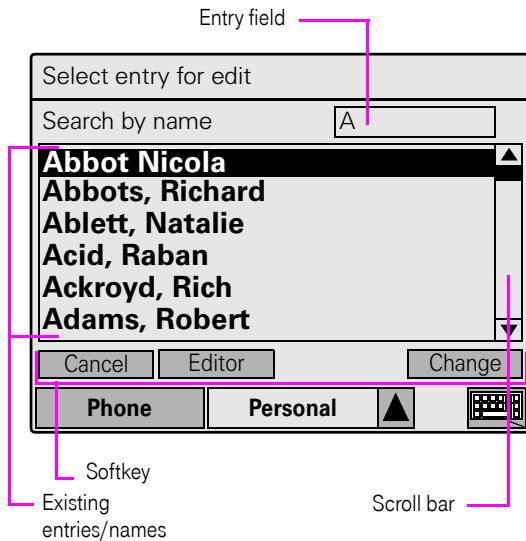 Entry field
Select entry for edit
Search by name A
Abbot Nicola
Abbots, Richard
Ablett, Natalie
Acid, Raban
Ackroyd, Rich
Adams, Robert
Cancel Editor Change
Phone Personal
Softkey
Existing
entries/names
Scroll bar